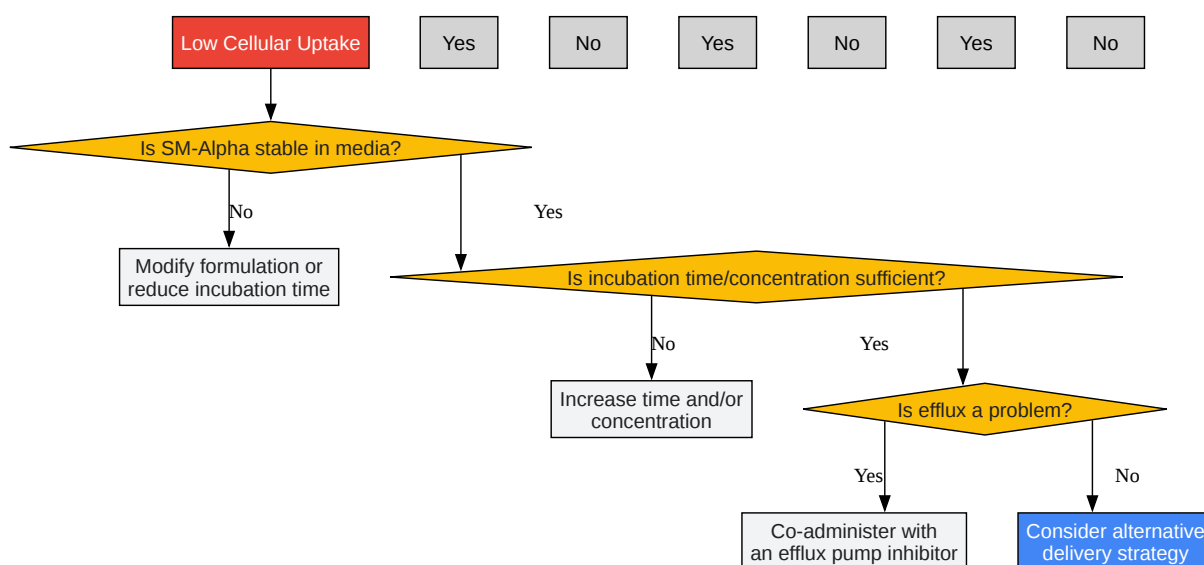 Low Cellular Uptake
Yes
No
Yes
No
Yes
No
Is SM-Alpha stable in media?
No
Yes
Modify formulation or
reduce incubation time
Is incubation time/concentration sufficient?
No
Yes
Increase time and/or
concentration
Is efflux a problem?
Yes
No
Co-administer with
an efflux pump inhibitor
Consider alternative
delivery strategy